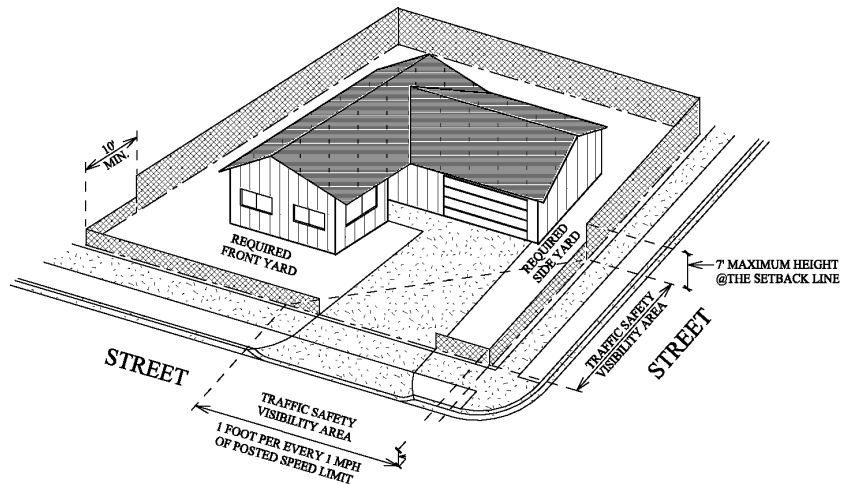 10'
MIN.
REQUIRED
FRONT YARD
REQUIRED
SIDE YARD
7' MAXIMUM HEIGHT
@THE SETBACK LINE
TRAFFIC SAFETY
VISIBILITY AREA
STREET
STREET
TRAFFIC SAFETY
VISIBILITY AREA
1 FOOT PER EVERY 1 MPH
OF POSTED SPEED LIMIT